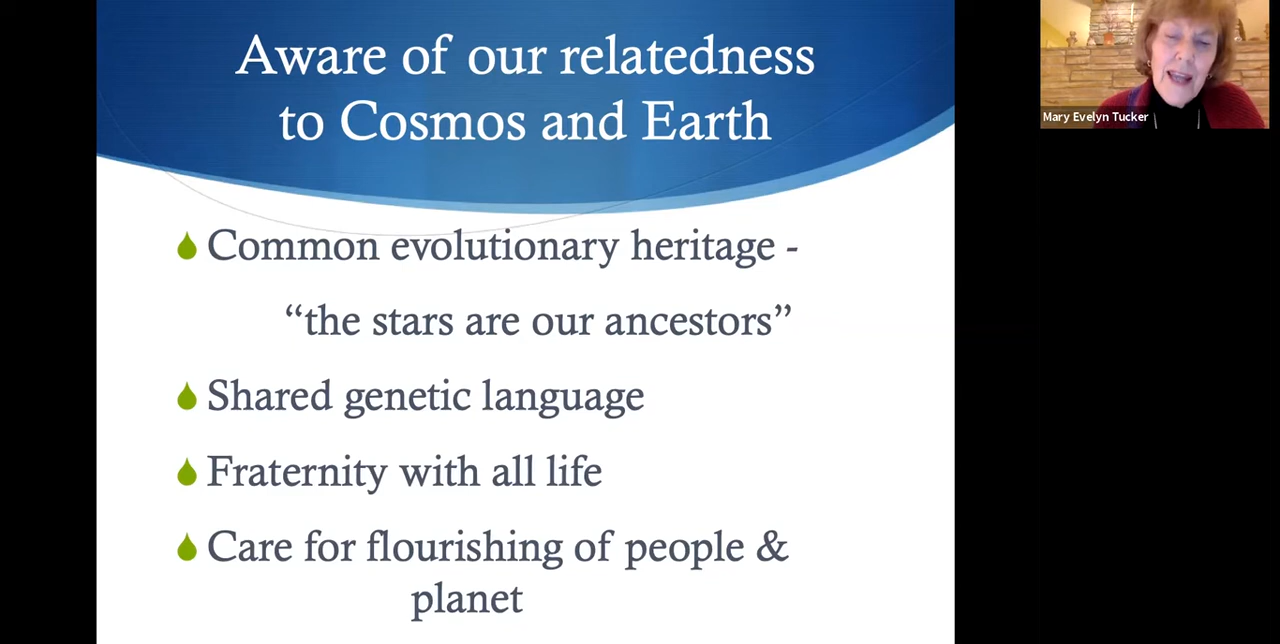 Aware of our relatedness
to Cosmos and Earth
Common evolutionary heritage -
“the stars are our ancestors”
Shared genetic language
Fraternity with all life
Care for flourishing of people &
planet
Mary Evelyn Tucker